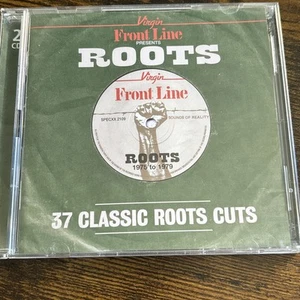 2
Virgin
Front Line
PRESENTS
ROOTS
Virgin
Front Line
SOUNDS OF REALITY
ROOTS
1975 to 1979
37 CLASSIC ROOTS CUTS